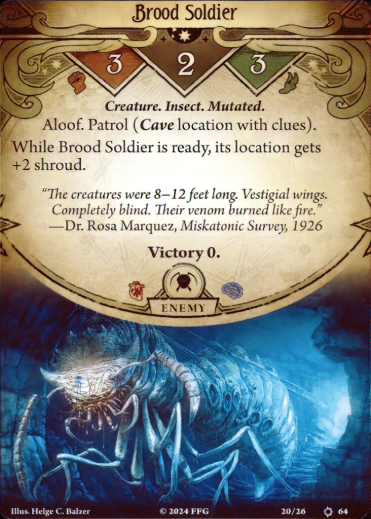 Brood Soldier
3 2 3
Creature. Insect. Mutated.
Aloof. Patrol (Cave location with clues).
While Brood Soldier is ready, its location gets
+2 shroud.
“The creatures were 8–12 feet long. Vestigial wings.
Completely blind. Their venom burned like fire.”
—Dr. Rosa Marquez, Miskatonic Survey, 1926
Victory 0.
ENEMY
Illus. Helge C. Balzer © 2024 FFG 20/26 64